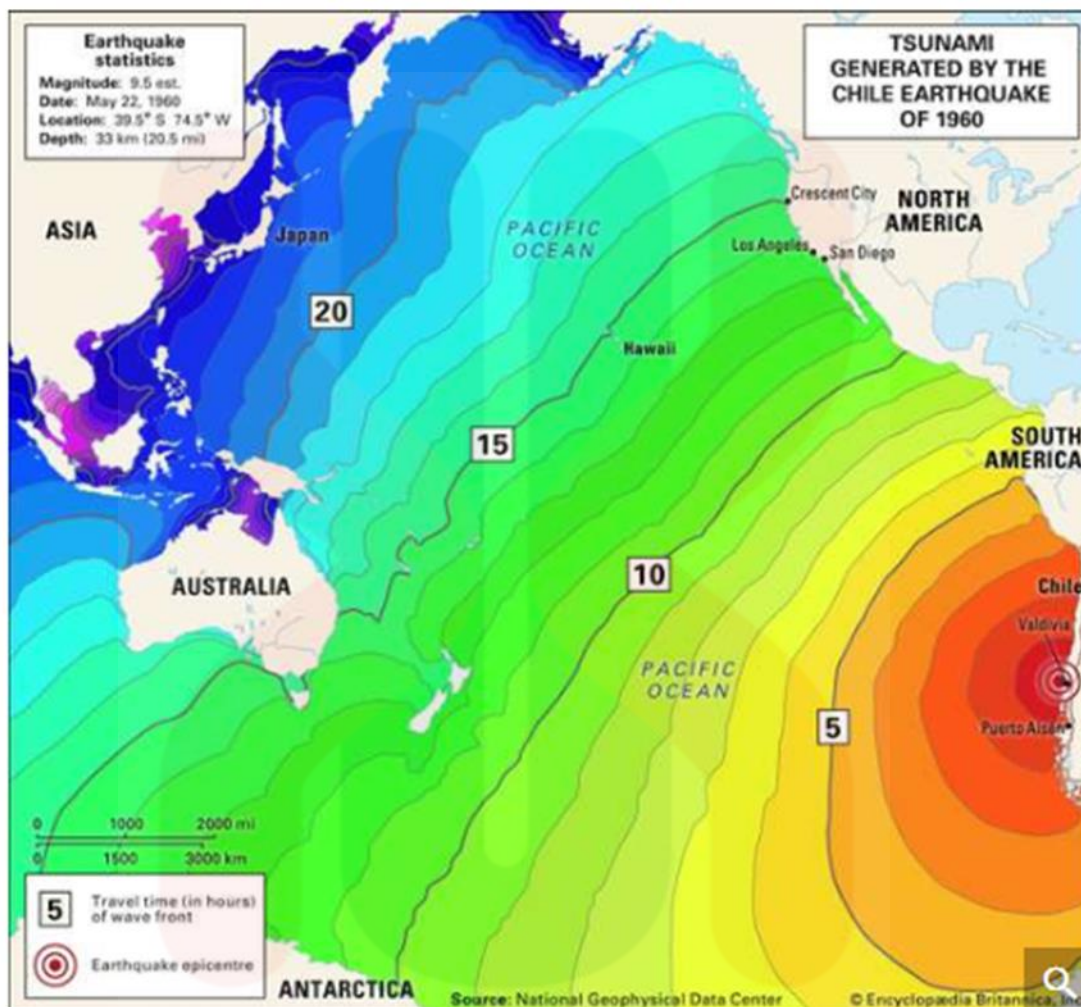 Earthquake
statistics
Magnitude: 9.5 est.
Date: May 22, 1960
Location: 39.5° S 74.5° W
Depth: 33 km (20.5 mi)
TSUNAMI
GENERATED BY THE
CHILE EARTHQUAKE
OF 1960
ASIA
Japan
PACIFIC
OCEAN
Crescent City
NORTH
AMERICA
Los Angeles
San Diego
20
Hawaii
15
SOUTH
AMERICA
10
AUSTRALIA
Chile
Valdivia
PACIFIC
OCEAN
5
Puerto Aisén
0 1000 2000 mi
0 1500 3000 km
5
Travel time (in hours)
of wave front
Earthquake epicentre
ANTARCTICA
Source: National Geophysical Data Center
© Encyclopædia Britannica,